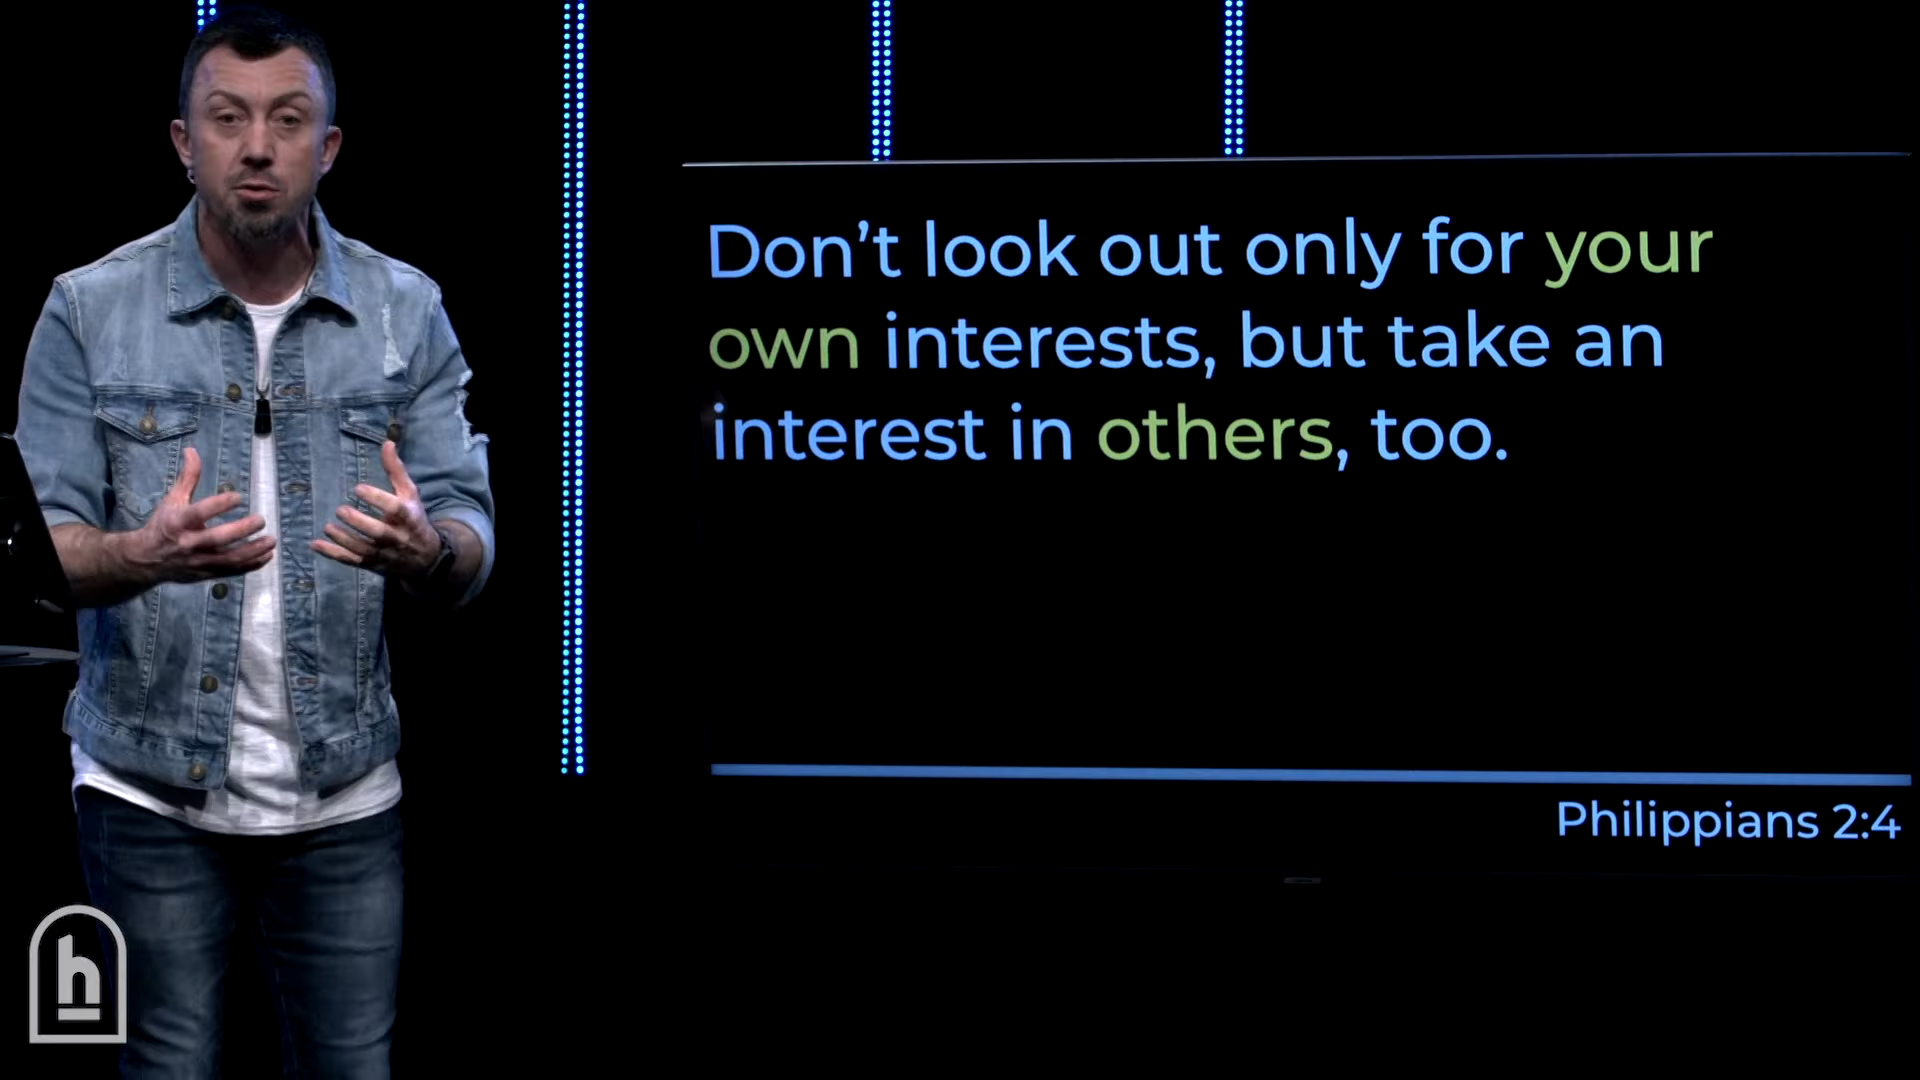 Don’t look out only for your
own interests, but take an
interest in others, too.
Philippians 2:4
h